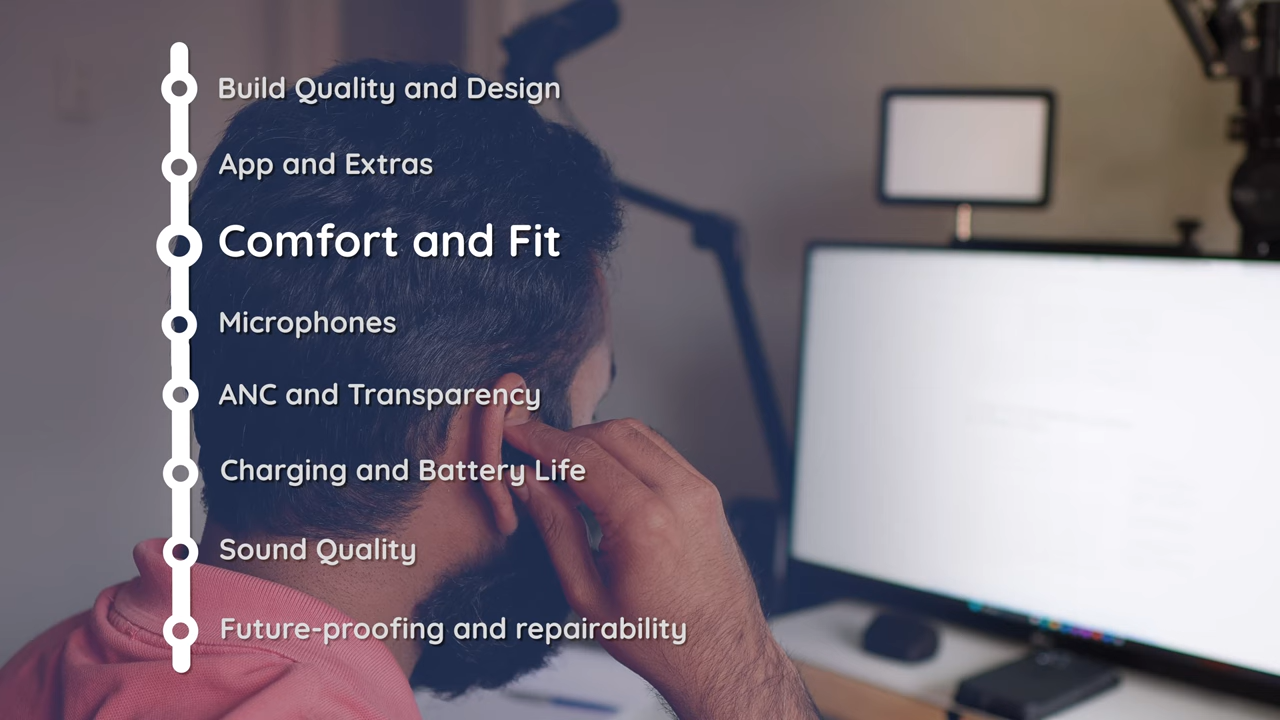 Build Quality and Design
App and Extras
Comfort and Fit
Microphones
ANC and Transparency
Charging and Battery Life
Sound Quality
Future-proofing and repairability